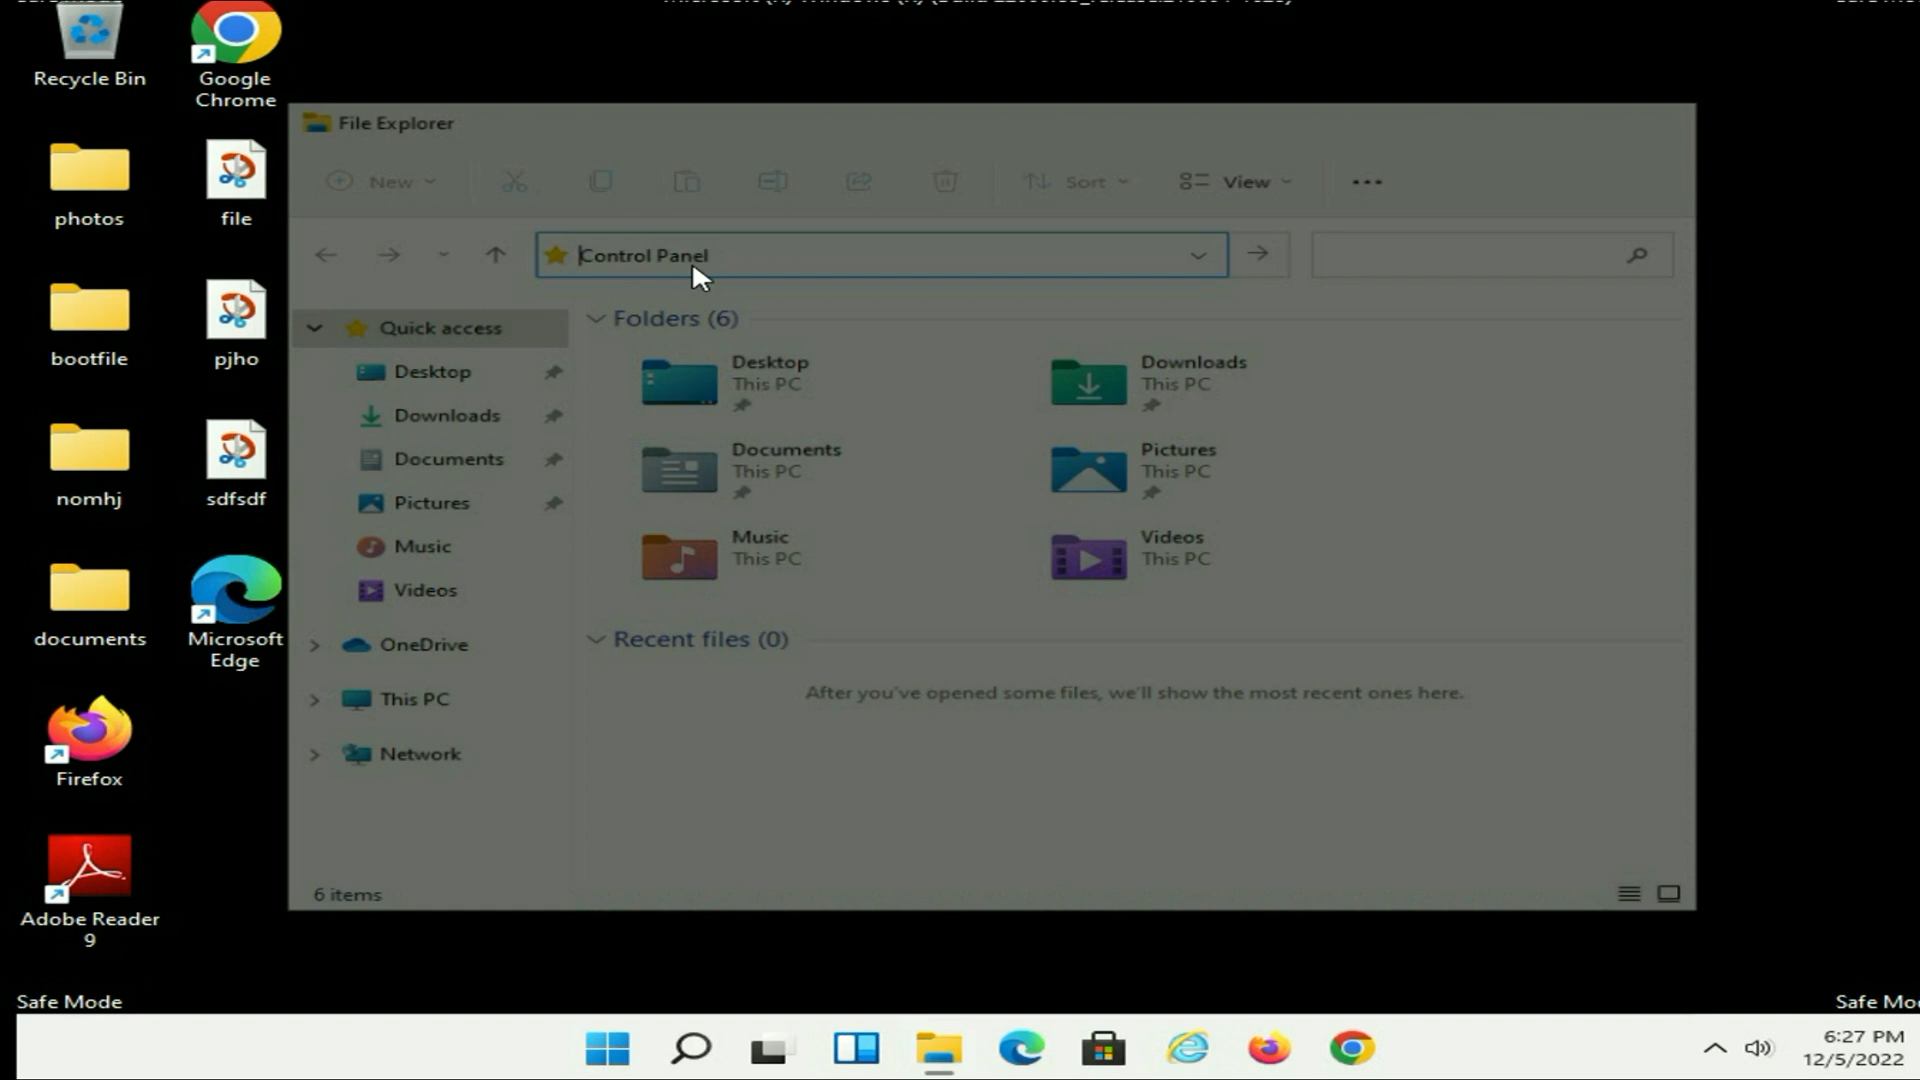 Recycle Bin
Google
Chrome
photos
file
bootfile
pjho
nomhj
sdfsdf
documents
Microsoft
Edge
Firefox
Adobe Reader
9
File Explorer
New
Sort
View
Control Panel
Quick access
Desktop
Downloads
Documents
Pictures
Music
Videos
OneDrive
This PC
Network
Folders (6)
Desktop
This PC
Downloads
This PC
Documents
This PC
Pictures
This PC
Music
This PC
Videos
This PC
Recent files (0)
After you've opened some files, we'll show the most recent ones here.
6 items
Safe Mode
Safe Mo
6:27 PM
12/5/2022